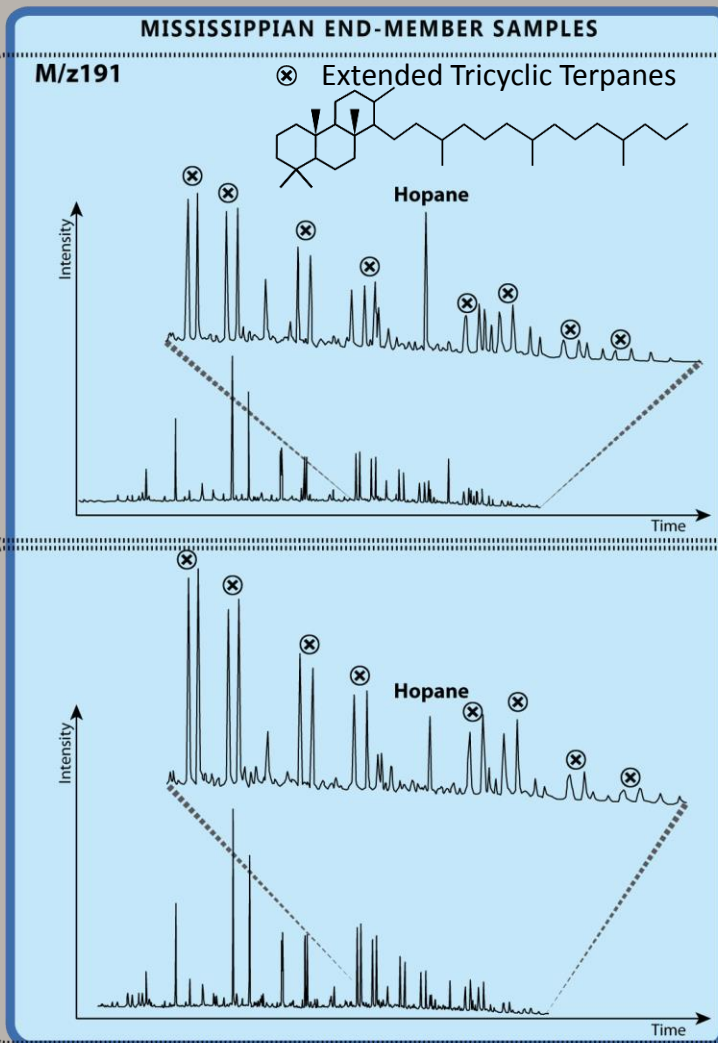 MISSISSIPPIAN END-MEMBER SAMPLES
M/z191
Extended Tricyclic Terpanes
Hopane
Intensity
Time
Hopane
Intensity
Time